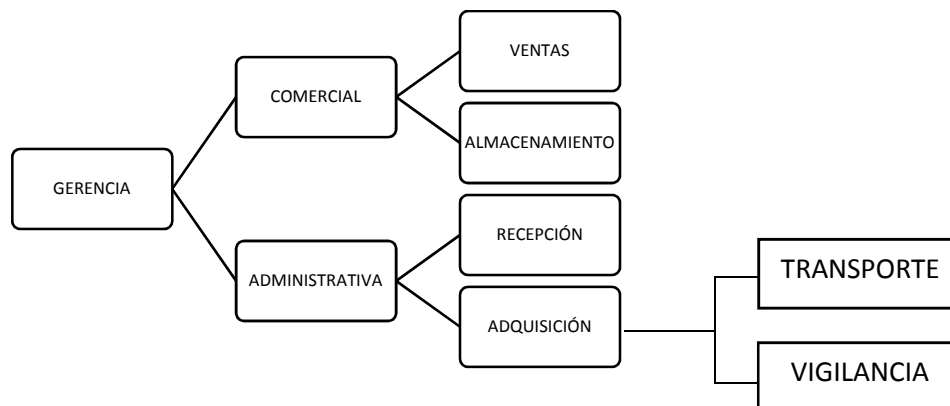 VENTAS
COMERCIAL
ALMACENAMIENTO
GERENCIA
RECEPCIÓN
ADMINISTRATIVA
ADQUISICIÓN
TRANSPORTE
VIGILANCIA